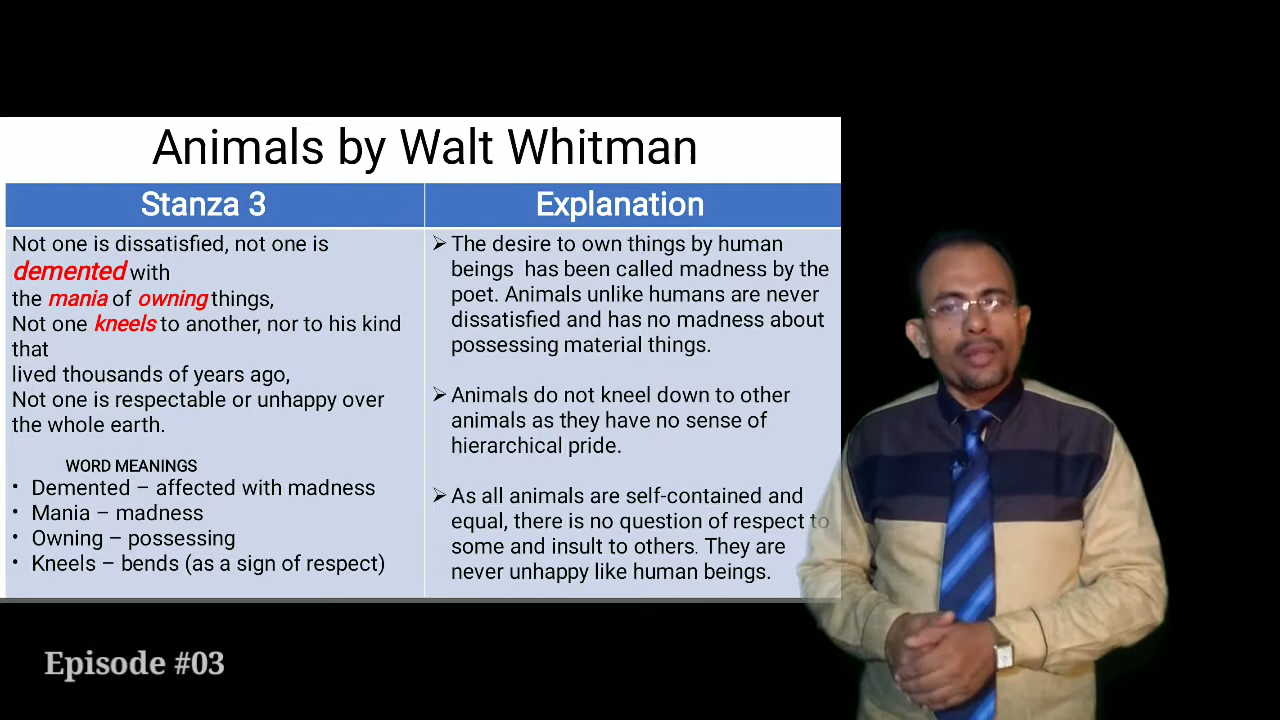 Animals by Walt Whitman
Stanza 3
Not one is dissatisfied, not one is
demented with
the mania of owning things,
Not one kneels to another, nor to his kind
that
lived thousands of years ago,
Not one is respectable or unhappy over
the whole earth.
WORD MEANINGS
• Demented – affected with madness
• Mania – madness
• Owning – possessing
• Kneels – bends (as a sign of respect)
Explanation
➢ The desire to own things by human
beings has been called madness by the
poet. Animals unlike humans are never
dissatisfied and has no madness about
possessing material things.
➢ Animals do not kneel down to other
animals as they have no sense of
hierarchical pride.
➢ As all animals are self-contained and
equal, there is no question of respect to
some and insult to others. They are
never unhappy like human beings.
Episode #03